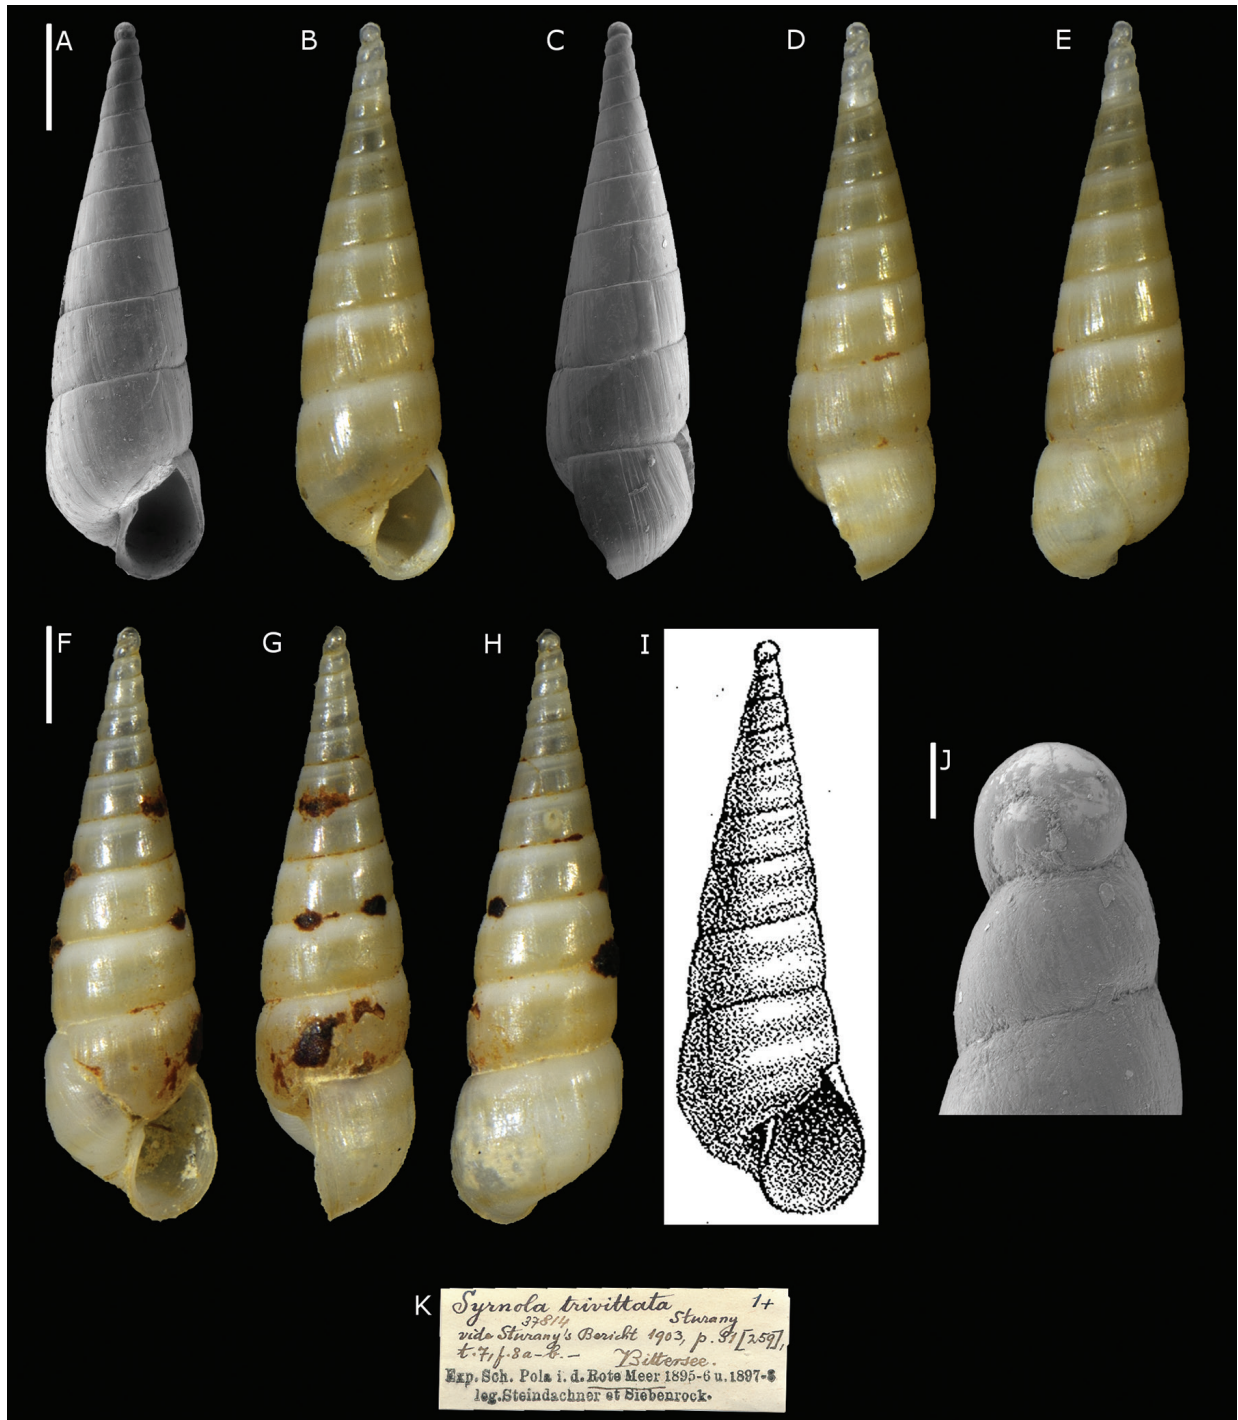 A B C D E
F G H I J
K
Syrnola trivittata 1+
37814 Sturany
vide Sturany's Bericht 1903, p. 31 [259],
t. 7, f. 8a-b. — Bittersee.
Exp. Sch. Pola i. d. Rote Meer 1895-6 u. 1897-8
leg. Steindachner et Siebenrock.